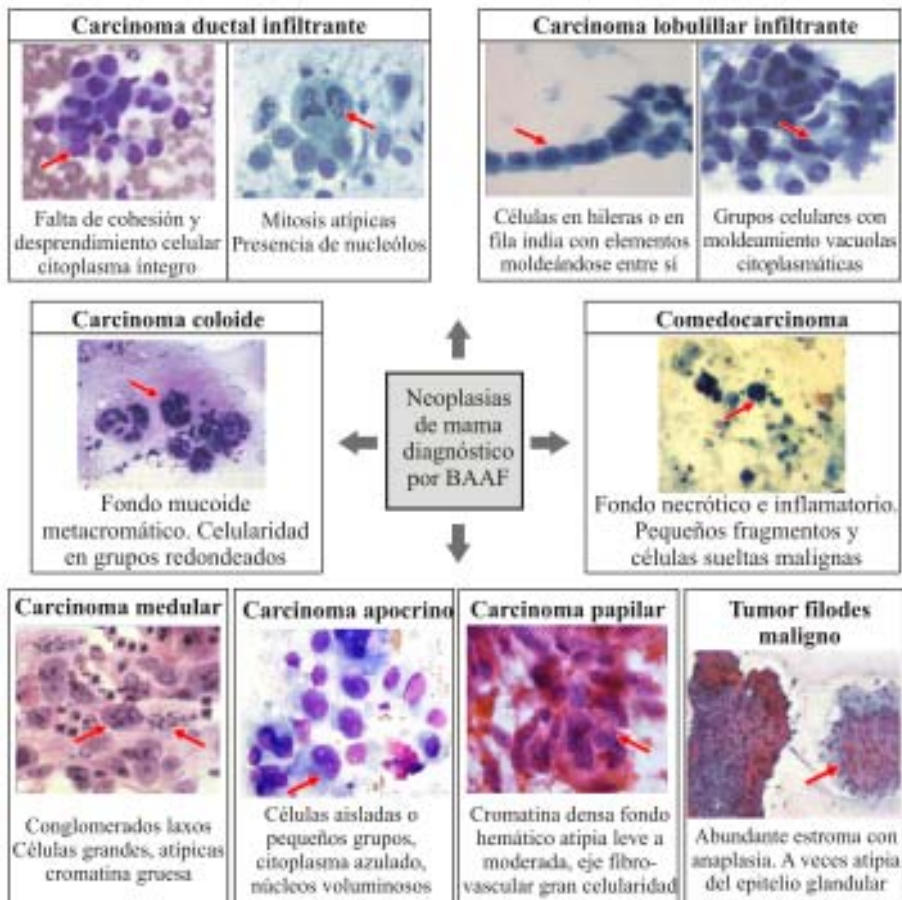 Carcinoma ductal infiltrante
Falta de cohesión y
desprendimiento celular
citoplasma integro
Mitosis atípicas
Presencia de nucleólos
Carcinoma lobulillar infiltrante
Células en hileras o en
fila india con elementos
moldeándose entre sí
Grupos celulares con
moldeamiento vacuolas
citoplasmáticas
Carcinoma coloide
Fondo mucoide
metacromático. Celularidad
en grupos redondeados
Neoplasias
de mama
diagnóstico
por BAAF
Comedocarcinoma
Fondo necrótico e inflamatorio.
Pequeños fragmentos y
células sueltas malignas
Carcinoma medular
Conglomerados laxos
Células grandes, atípicas
cromatina gruesa
Carcinoma apocrino
Células aisladas o
pequeños grupos,
citoplasma azulado,
núcleos voluminosos
Carcinoma papilar
Cromatina densa fondo
hemático atipia leve a
moderada, eje fibro-
vascular gran celularidad
Tumor filodes
maligno
Abundante estroma con
anaplasia. A veces atipia
del epitelio glandular